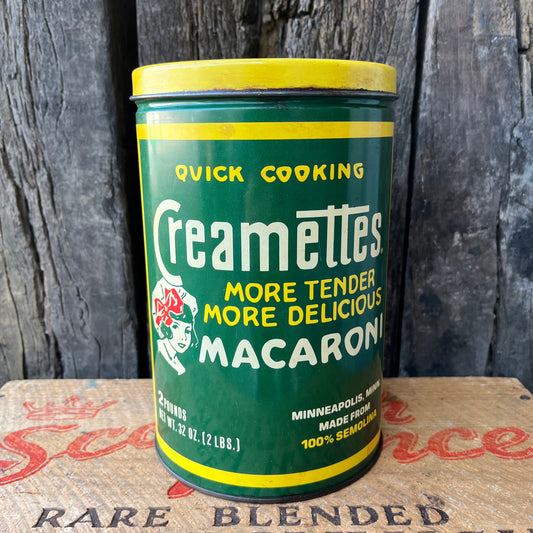 QUICK COOKING
Creamettes
MORE TENDER
MORE DELICIOUS
MACARONI
2 POUNDS
NET WT. 32 OZ. (2 LBS.)
MINNEAPOLIS, MINN.
MADE FROM
100% SEMOLINA
RARE BLENDED